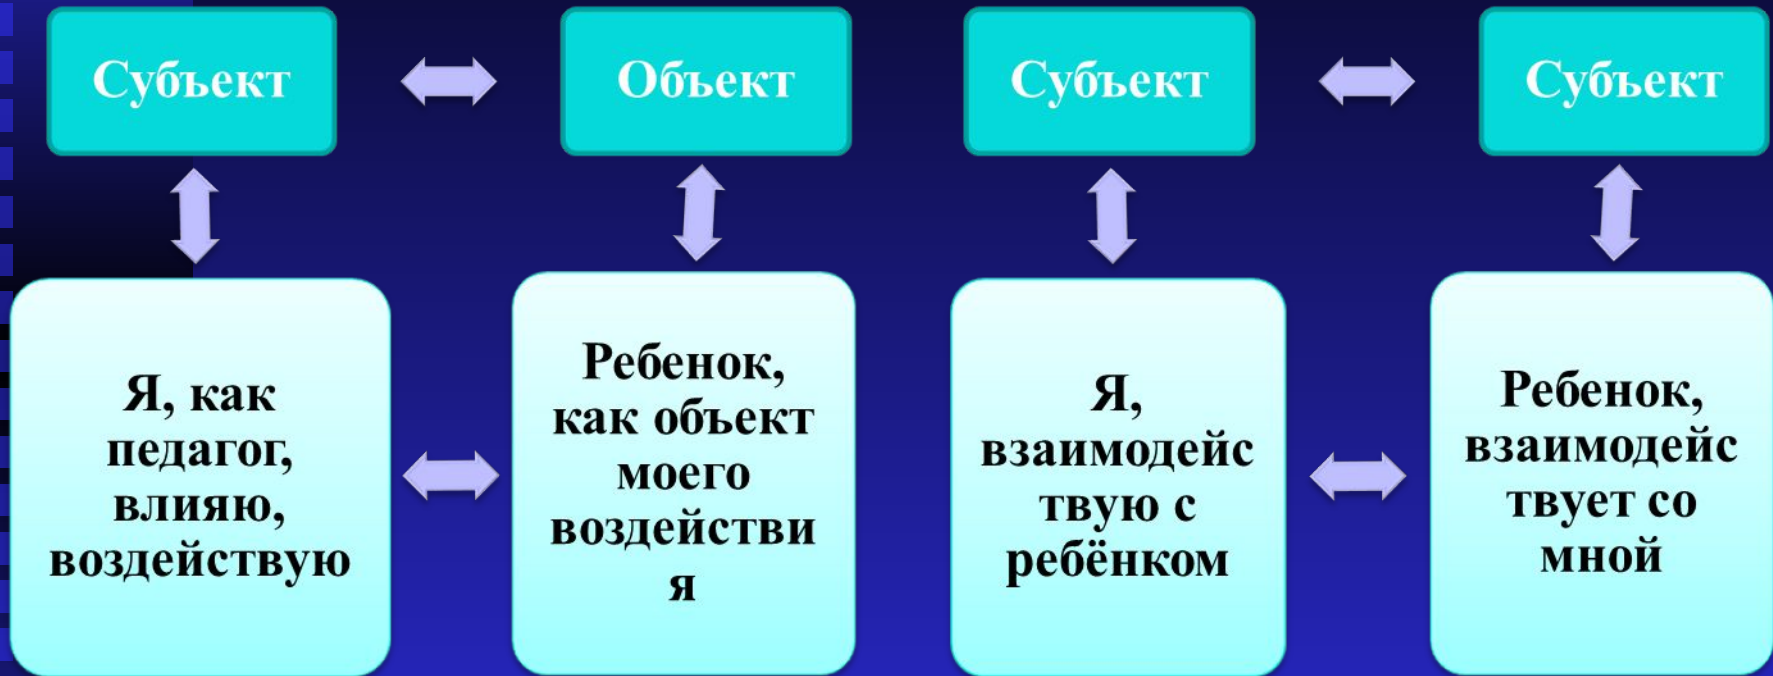 Субъект
Объект
Субъект
Субъект
Я, как
педагог,
влияю,
воздействую
Ребенок,
как объект
моего
воздействи
я
Я,
взаимодейс
твую с
ребёнком
Ребенок,
взаимодейс
твует со
мной